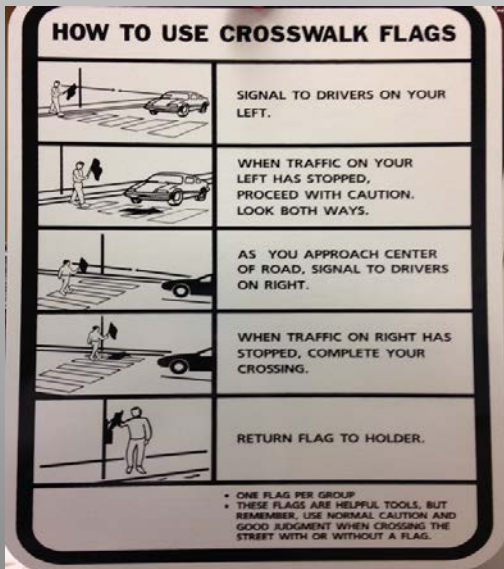 HOW TO USE CROSSWALK FLAGS
SIGNAL TO DRIVERS ON YOUR
LEFT.
WHEN TRAFFIC ON YOUR
LEFT HAS STOPPED,
PROCEED WITH CAUTION.
LOOK BOTH WAYS.
AS YOU APPROACH CENTER
OF ROAD, SIGNAL TO DRIVERS
ON RIGHT.
WHEN TRAFFIC ON RIGHT HAS
STOPPED, COMPLETE YOUR
CROSSING.
RETURN FLAG TO HOLDER.
• ONE FLAG PER GROUP
• THESE FLAGS ARE HELPFUL TOOLS, BUT
REMEMBER, USE NORMAL CAUTION AND
GOOD JUDGMENT WHEN CROSSING THE
STREET WITH OR WITHOUT A FLAG.